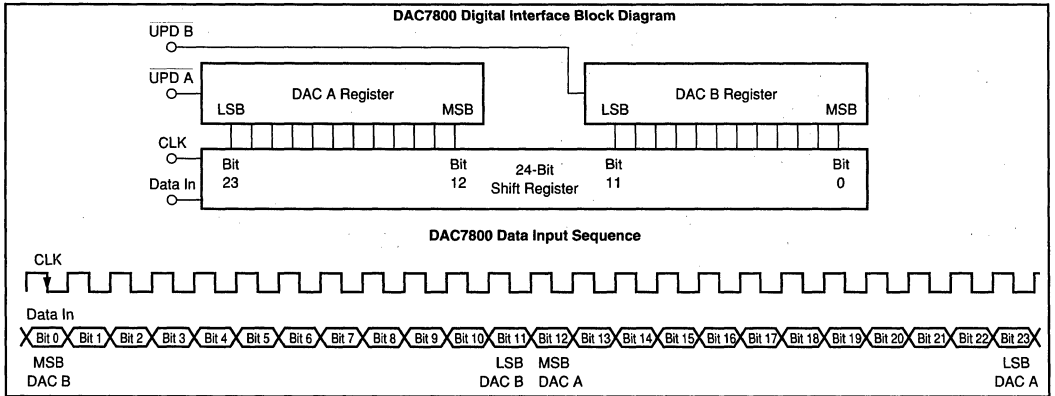 DAC7800 Digital Interface Block Diagram
UPD B
UPD A
DAC A Register
DAC B Register
LSB MSB LSB MSB
CLK
Bit Bit 24-Bit Bit Bit
23 12 Shift Register 11 0
Data In
DAC7800 Data Input Sequence
CLK
Data In
Bit 0 Bit 1 Bit 2 Bit 3 Bit 4 Bit 5 Bit 6 Bit 7 Bit 8 Bit 9 Bit 10 Bit 11 Bit 12 Bit 13 Bit 14 Bit 15 Bit 16 Bit 17 Bit 18 Bit 19 Bit 20 Bit 21 Bit 22 Bit 23
MSB LSB MSB LSB
DAC B DAC B DAC A DAC A